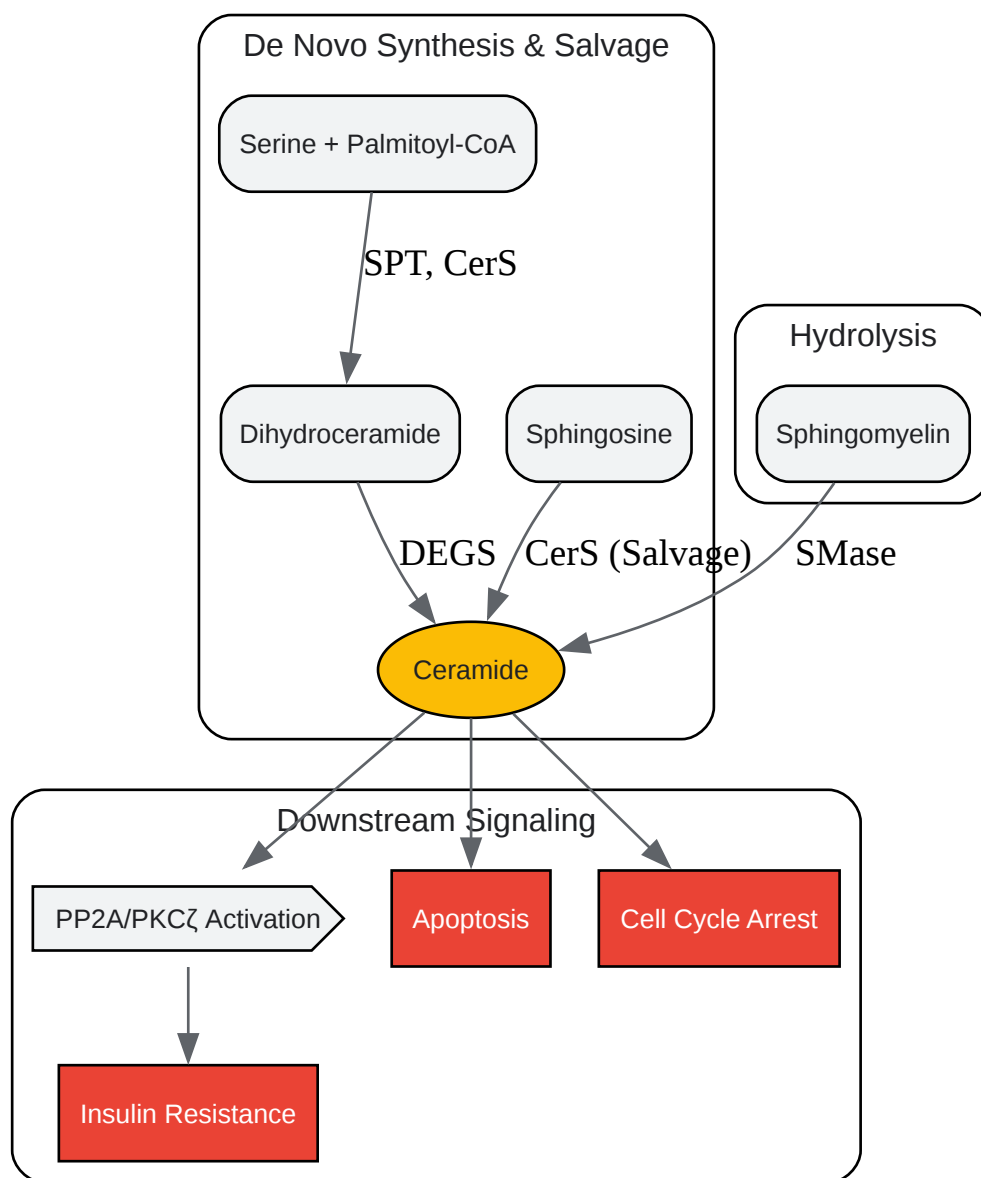 De Novo Synthesis & Salvage
Serine + Palmitoyl-CoA
SPT, CerS
Hydrolysis
Dihydroceramide
Sphingosine
Sphingomyelin
DEGS
CerS (Salvage)
SMase
Ceramide
Downstream Signaling
PP2A/PKCζ Activation
Apoptosis
Cell Cycle Arrest
Insulin Resistance